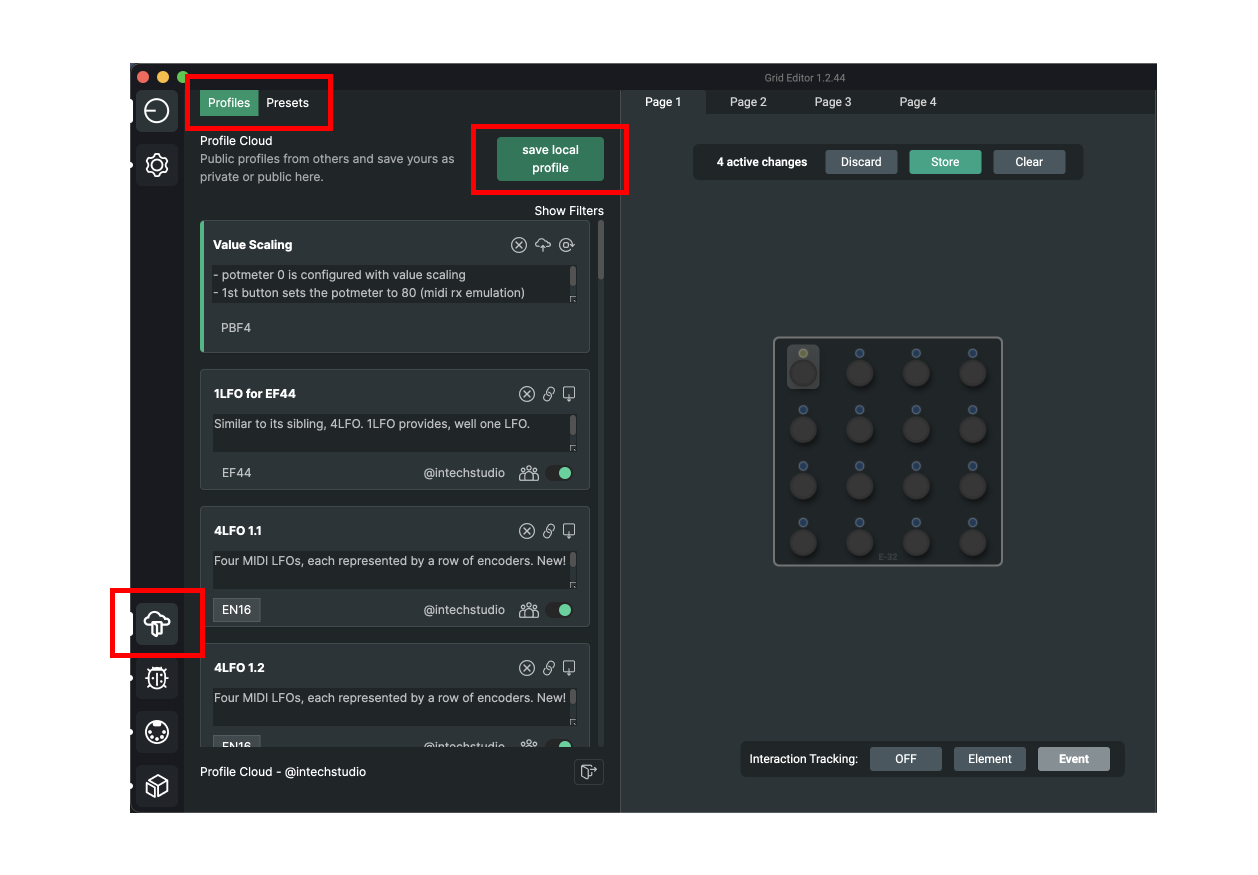 Grid Editor 1.2.44
Profiles Presets
Page 1 Page 2 Page 3 Page 4
Profile Cloud
Public profiles from others and save yours as
private or public here.
save local
profile
4 active changes Discard Store Clear
Show Filters
Value Scaling
- potmeter 0 is configured with value scaling
- 1st button sets the potmeter to 80 (midi rx emulation)
PBF4
1LFO for EF44
Similar to its sibling, 4LFO. 1LFO provides, well one LFO.
EF44 @intechstudio
4LFO 1.1
Four MIDI LFOs, each represented by a row of encoders. New!
EN16 @intechstudio
4LFO 1.2
Four MIDI LFOs, each represented by a row of encoders. New!
EN16 @intechstudio
E-32
Interaction Tracking: OFF Element Event
Profile Cloud - @intechstudio